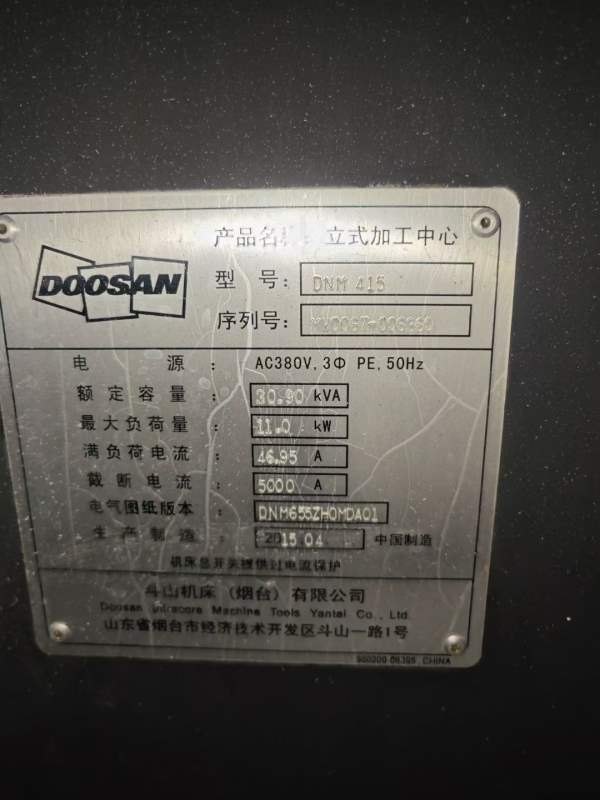 产品名称 立式加工中心
DOOSAN
型 号: DNM 415
序列号:
电 源 : AC380V, 3Φ PE, 50Hz
额定容量 : 30.90 kVA
最大负荷量 : 11.0 kW
满负荷电流 : 46.95 A
截断电流 : 5000 A
电气图纸版本 : DNM655ZH0MDA01
生产制造 : 2015.04 中国制造
机床总开关提供过电流保护
斗山机床 (烟台) 有限公司
Doosan Infracore Machine Tools Yantai Co., Ltd.
山东省烟台市经济技术开发区斗山一路1号
CHINA